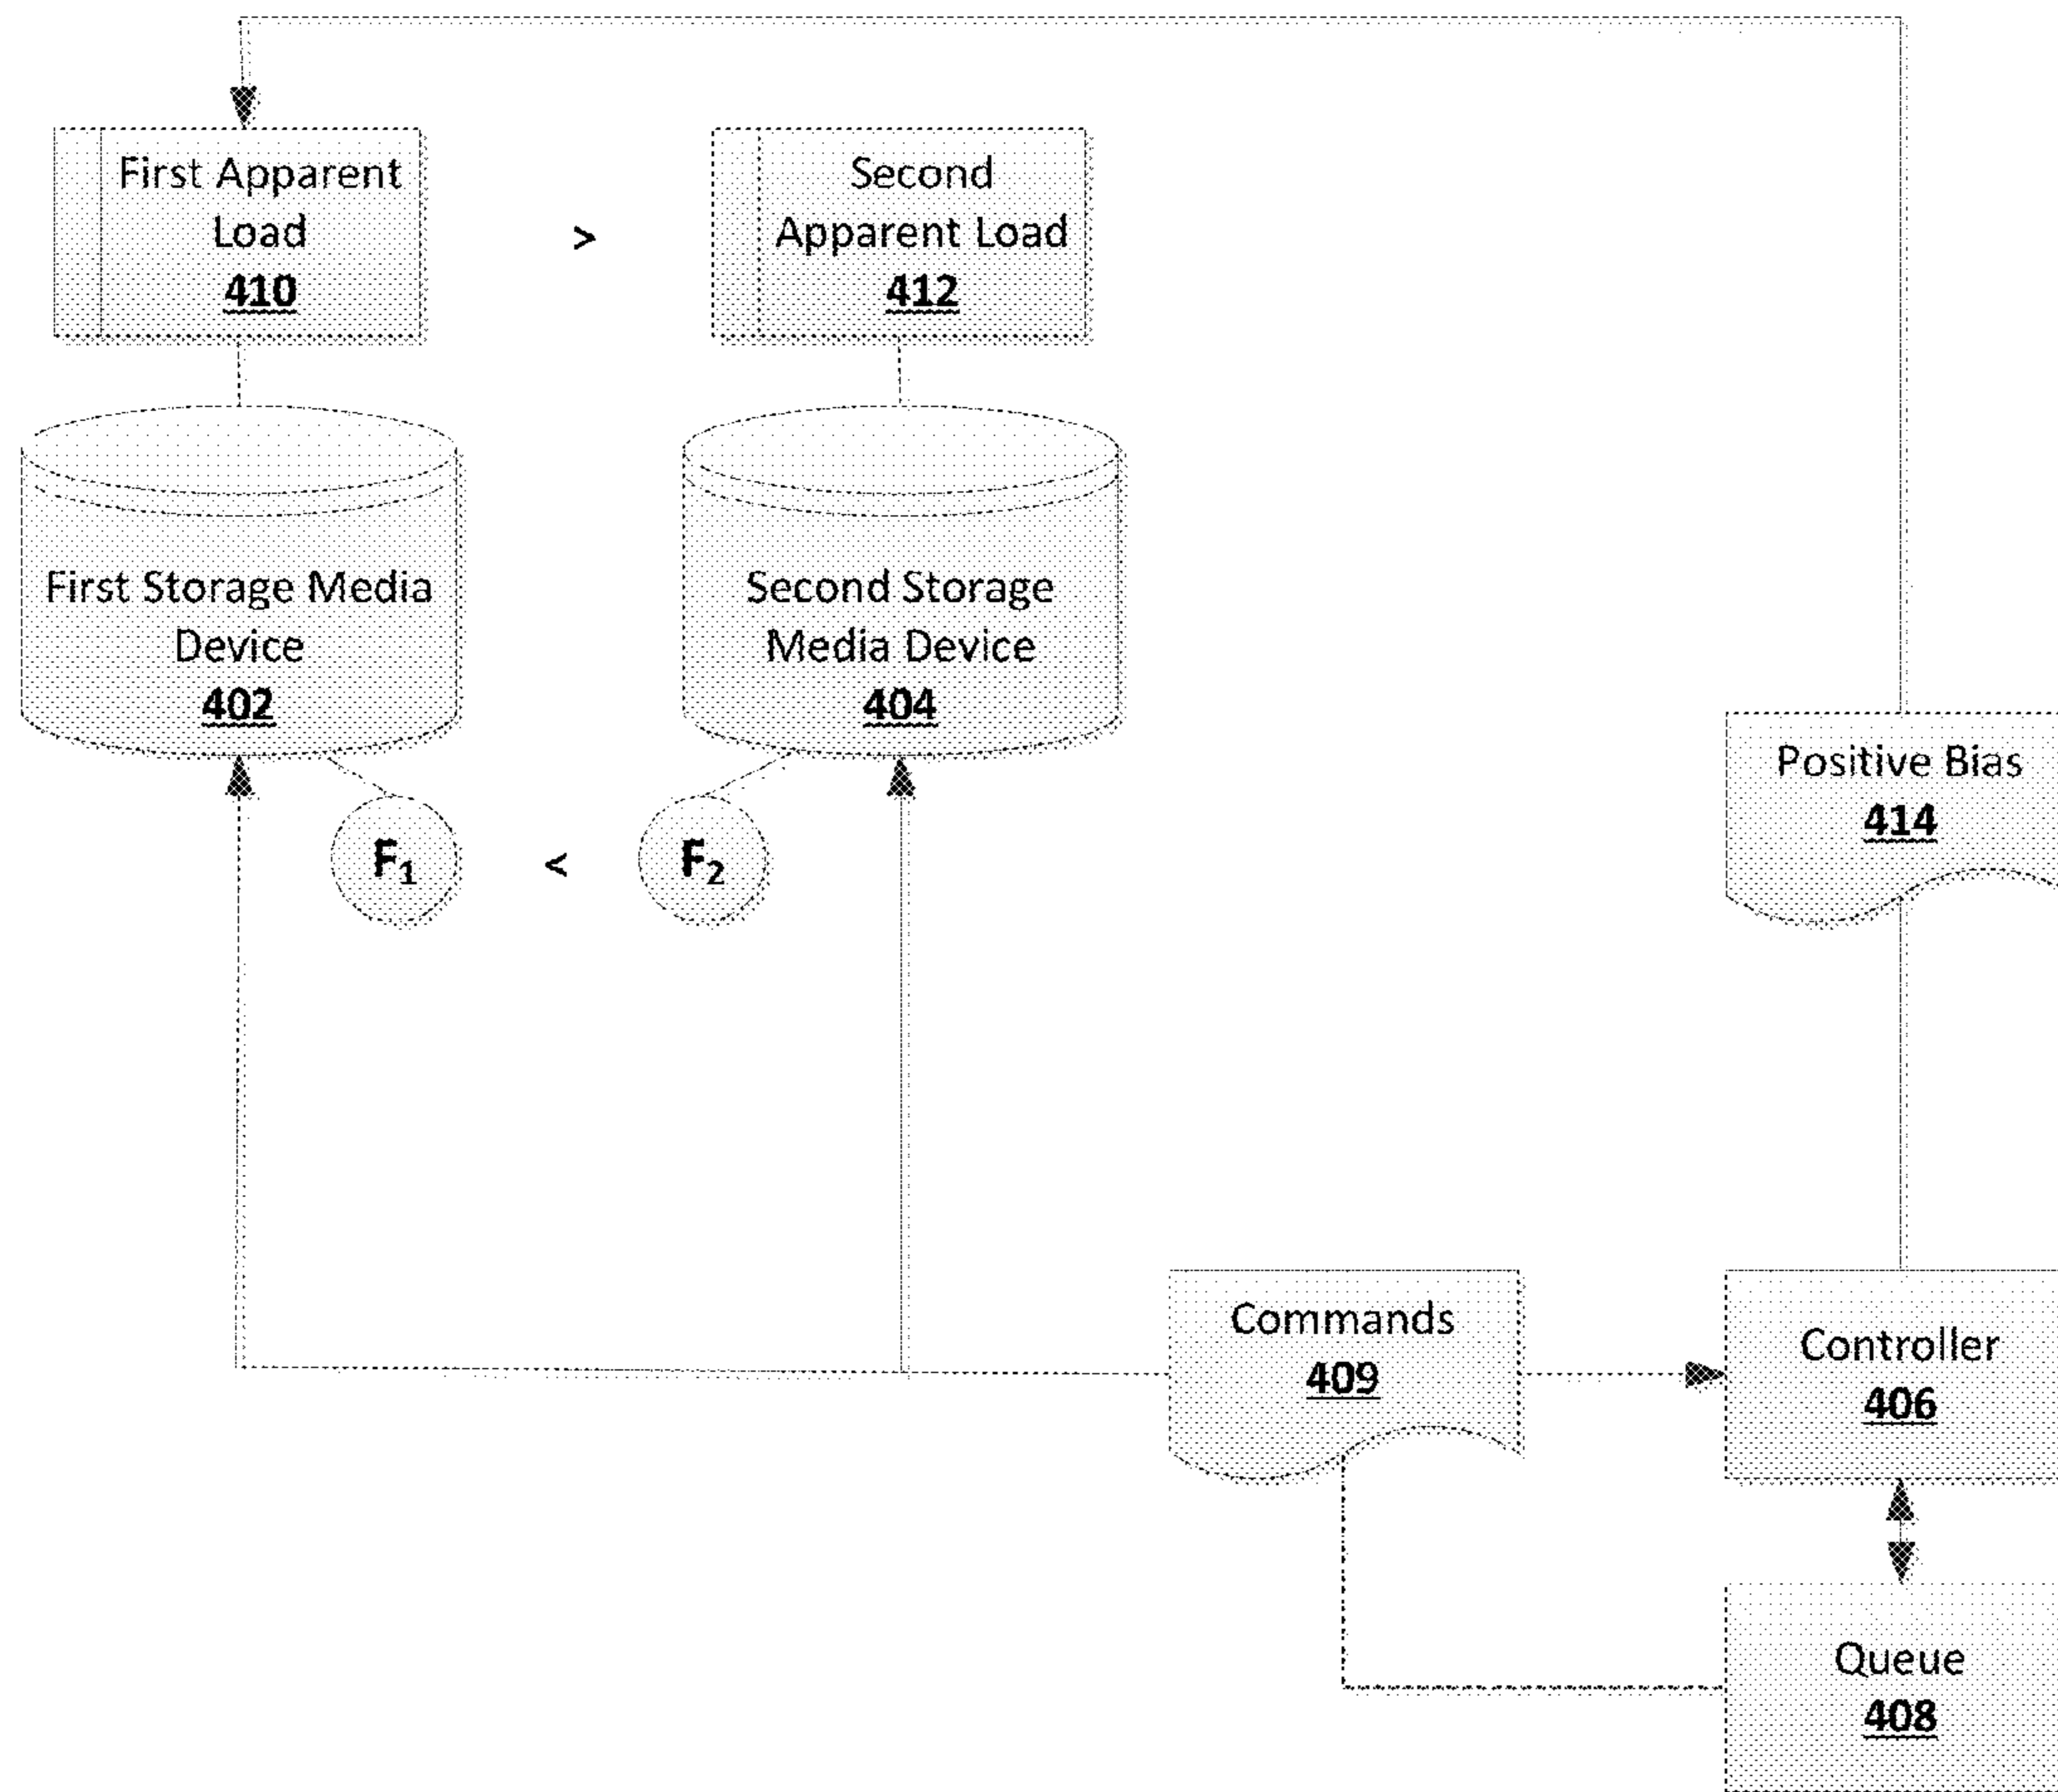 First Apparent
Load
410
>
Second
Apparent Load
412
First Storage Media
Device
402
Second Storage
Media Device
404
F₁
<
F₂
Positive Bias
414
Commands
409
Controller
406
Queue
408